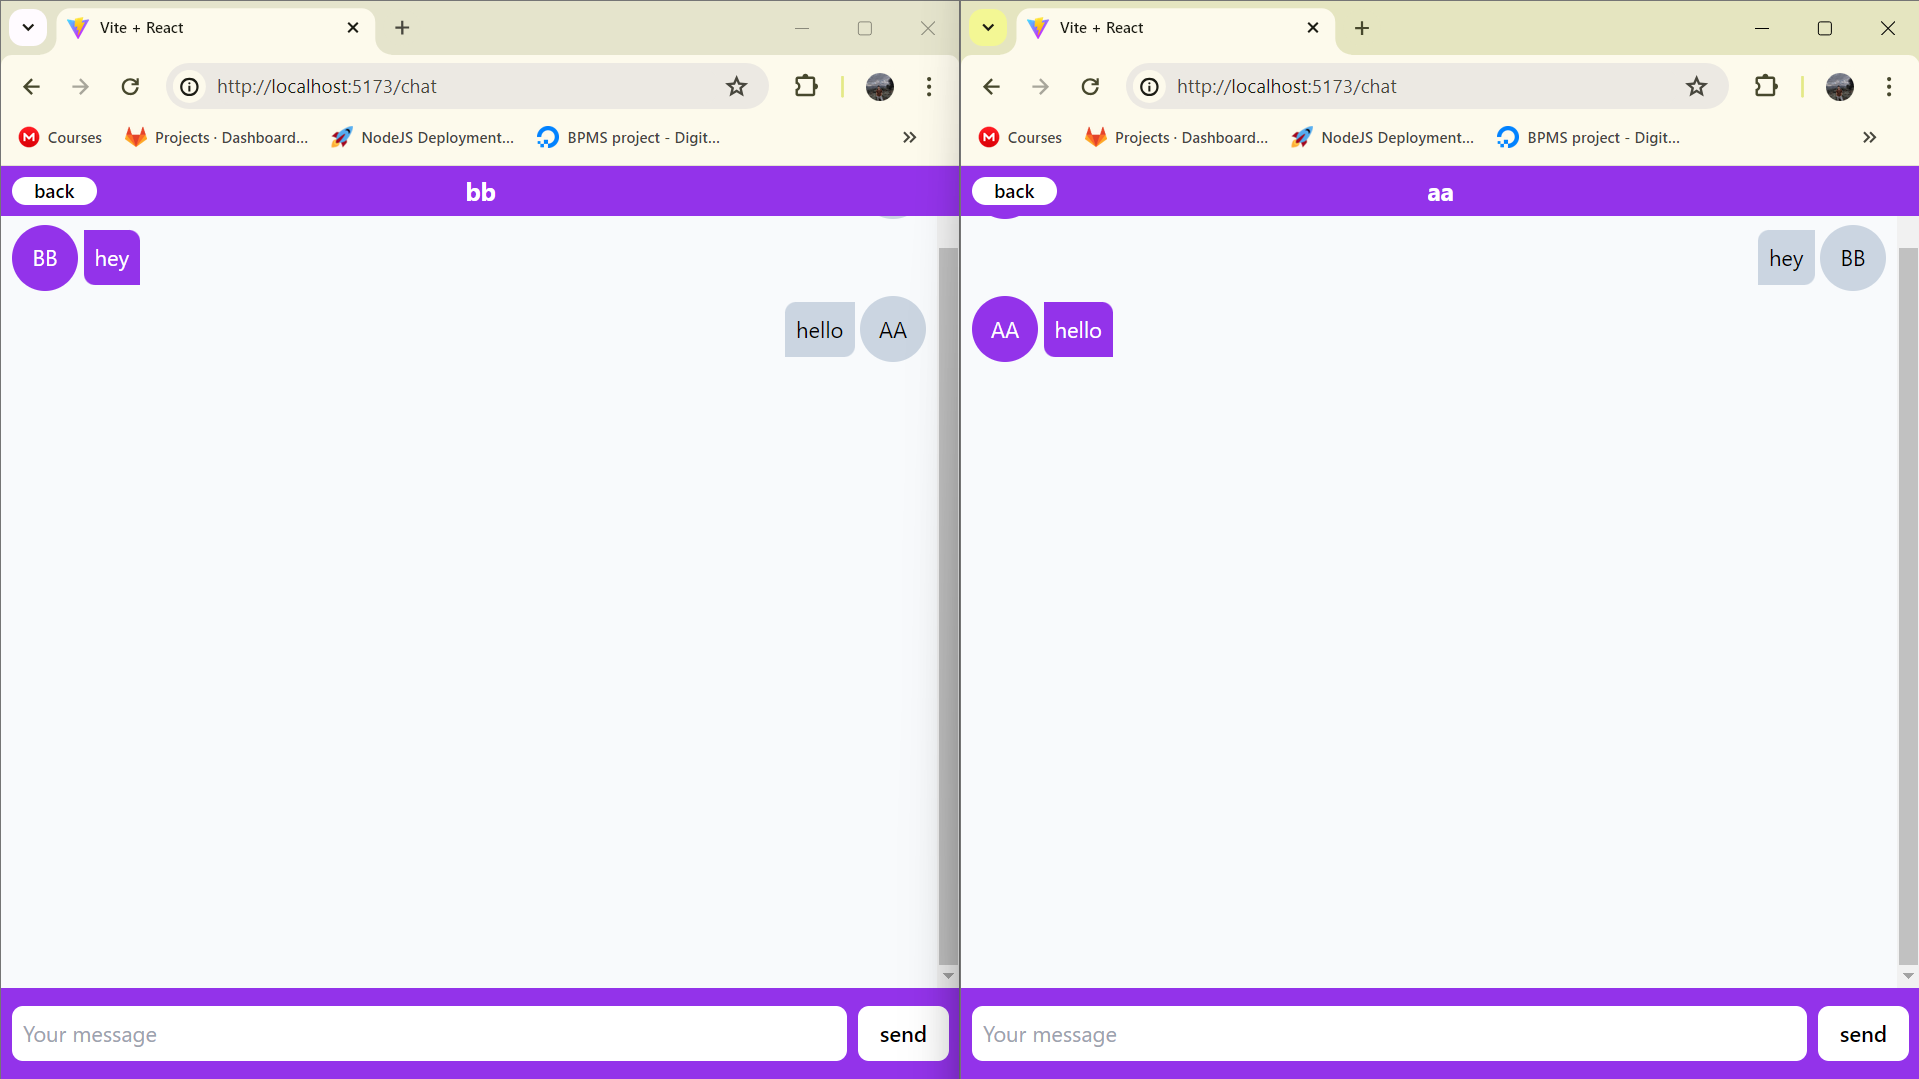 Vite + React
http://localhost:5173/chat
Courses
Projects · Dashboard...
NodeJS Deployment...
BPMS project - Digit...
back
bb
BB
hey
hello
AA
Your message
send
Vite + React
http://localhost:5173/chat
Courses
Projects · Dashboard...
NodeJS Deployment...
BPMS project - Digit...
back
aa
hey
BB
AA
hello
Your message
send